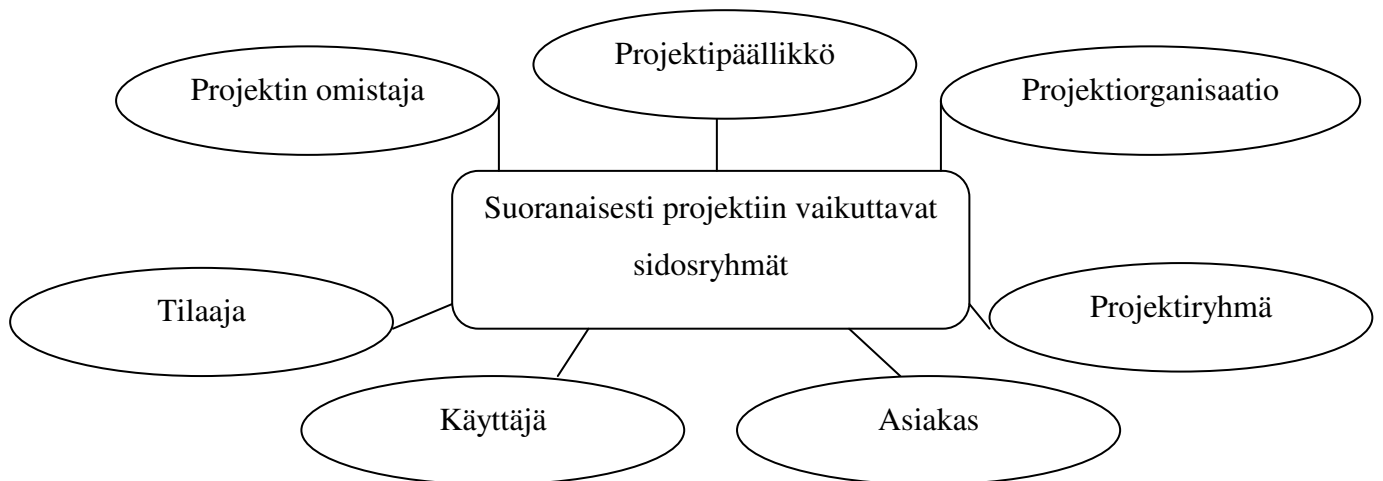 Projektipäällikkö
Projektin omistaja
Projektiorganisaatio
Suoranaisesti projektiin vaikuttavat
sidosryhmät
Tilaaja
Projektiryhmä
Käyttäjä
Asiakas